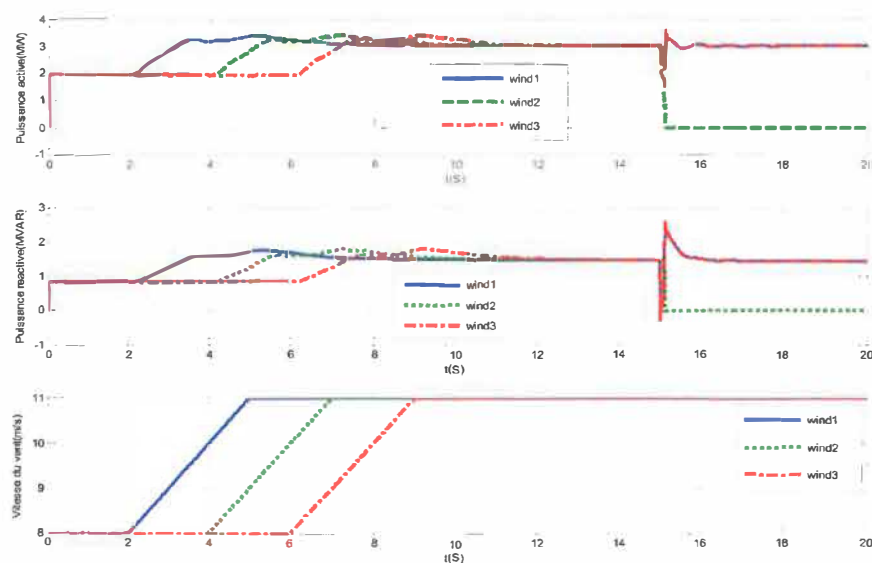 Puissance active(MW)
4
3
2
1
0
-1
wind1
wind2
wind3
0 2 4 6 8 10 12 14 16 18 20
t(S)
Puissance reactive(MVAR)
3
2
1
0
-1
wind1
wind2
wind3
0 2 4 6 8 10 12 14 16 18 20
t(S)
Vitesse du vent(m/s)
11
10
9
8
wind1
wind2
wind3
0 2 4 6 8 10 12 14 16 18 20
t(S)